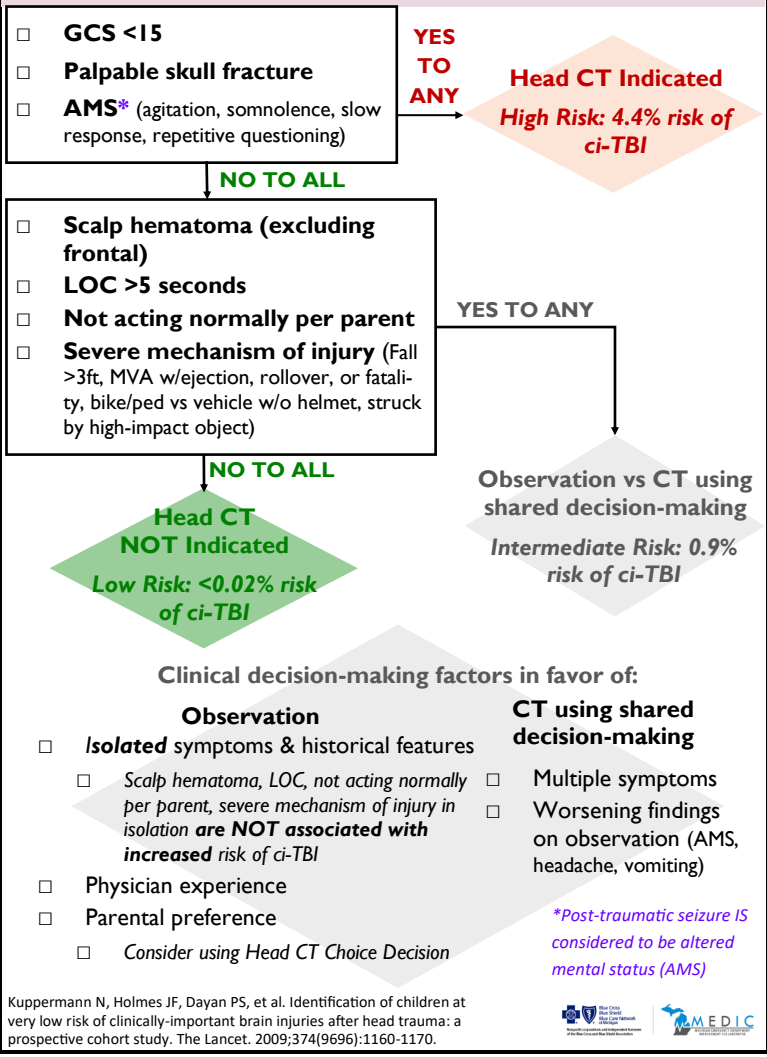 □ GCS <15
□ Palpable skull fracture
□ AMS* (agitation, somnolence, slow
response, repetitive questioning)
YES
TO
ANY
Head CT Indicated
High Risk: 4.4% risk of
ci-TBI
NO TO ALL
□ Scalp hematoma (excluding
frontal)
□ LOC >5 seconds
□ Not acting normally per parent
□ Severe mechanism of injury (Fall
>3ft, MVA w/ejection, rollover, or fatali-
ty, bike/ped vs vehicle w/o helmet, struck
by high-impact object)
YES TO ANY
NO TO ALL
Observation vs CT using
shared decision-making
Intermediate Risk: 0.9%
risk of ci-TBI
Head CT
NOT Indicated
Low Risk: <0.02% risk
of ci-TBI
Clinical decision-making factors in favor of:
Observation
□ Isolated symptoms & historical features
□ Scalp hematoma, LOC, not acting normally
per parent, severe mechanism of injury in
isolation are NOT associated with
increased risk of ci-TBI
□ Physician experience
□ Parental preference
□ Consider using Head CT Choice Decision
CT using shared
decision-making
□ Multiple symptoms
□ Worsening findings
on observation (AMS,
headache, vomiting)
*Post-traumatic seizure IS
considered to be altered
mental status (AMS)
Kuppermann N, Holmes JF, Dayan PS, et al. Identification of children at
very low risk of clinically-important brain injuries after head trauma: a
prospective cohort study. The Lancet. 2009;374(9696):1160-1170.
Blue Cross
Blue Shield
Blue Care Network
of Michigan
MEDIC